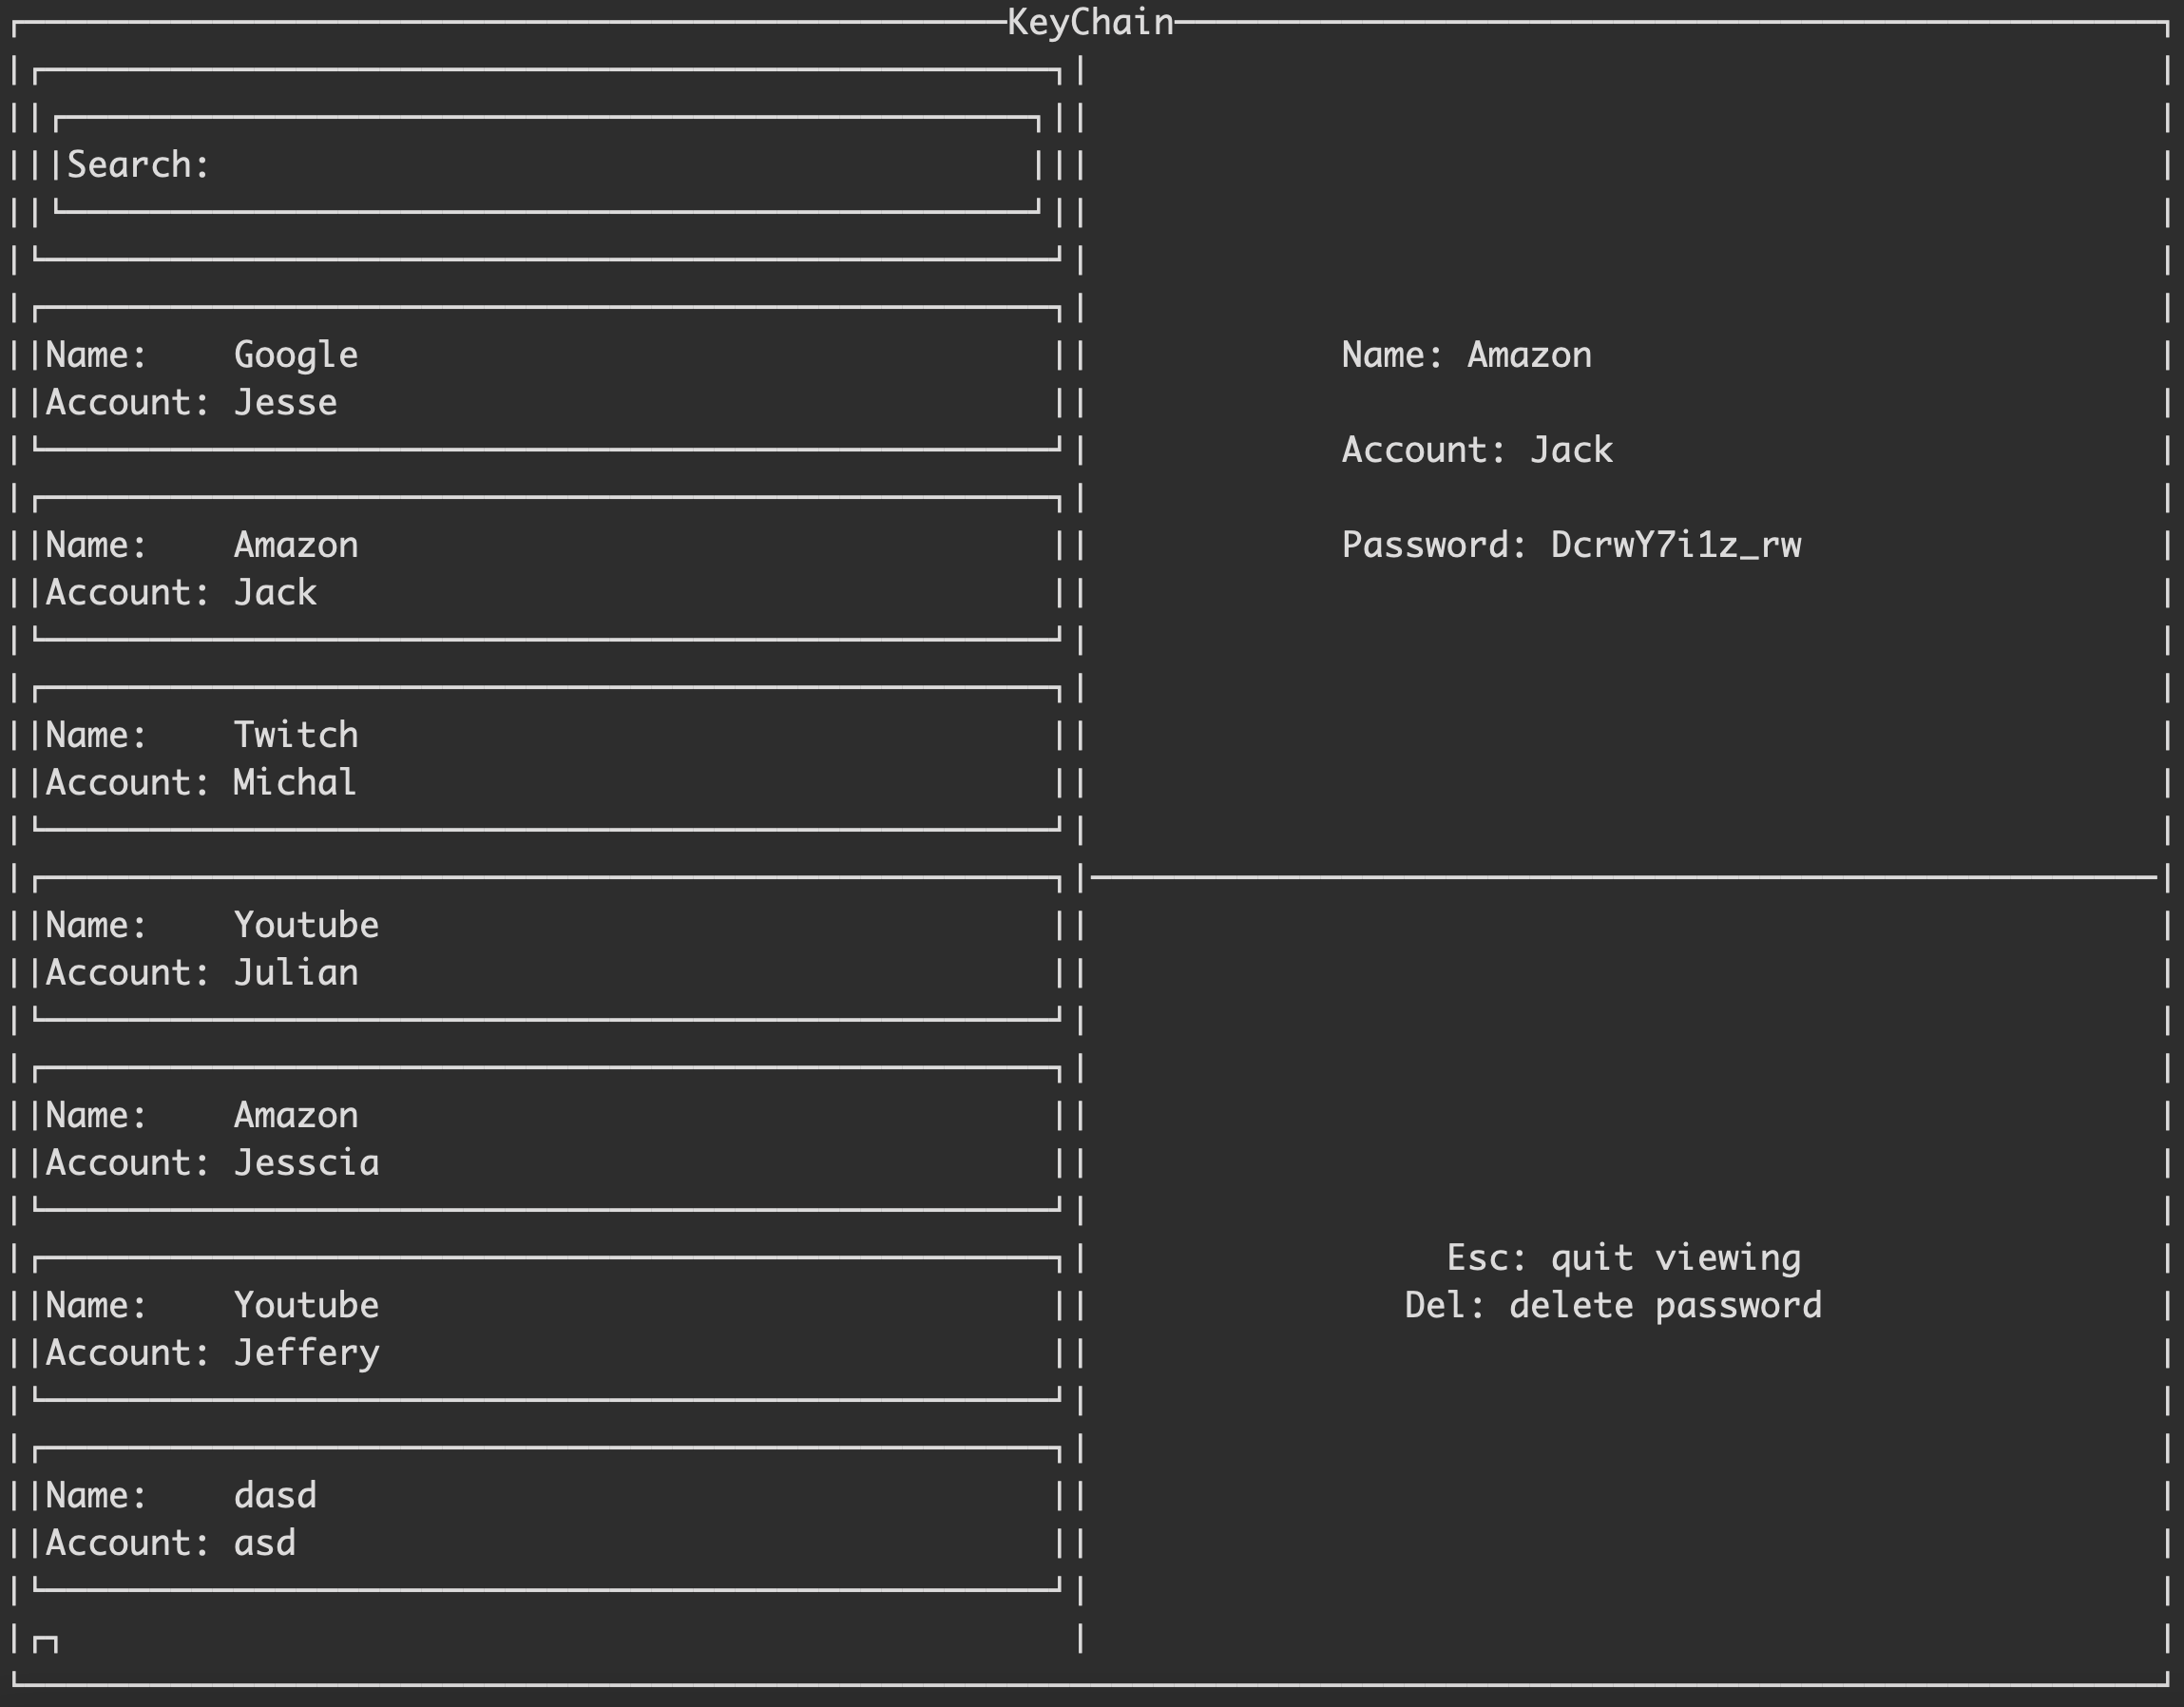 KeyChain
Search:
Name: Google
Account: Jesse
Name: Amazon
Account: Jack
Name: Twitch
Account: Michal
Name: Youtube
Account: Julian
Name: Amazon
Account: Jesscia
Name: Youtube
Account: Jeffery
Name: dasd
Account: asd
Name: Amazon
Account: Jack
Password: DcrwY7i1z_rw
Esc: quit viewing
Del: delete password